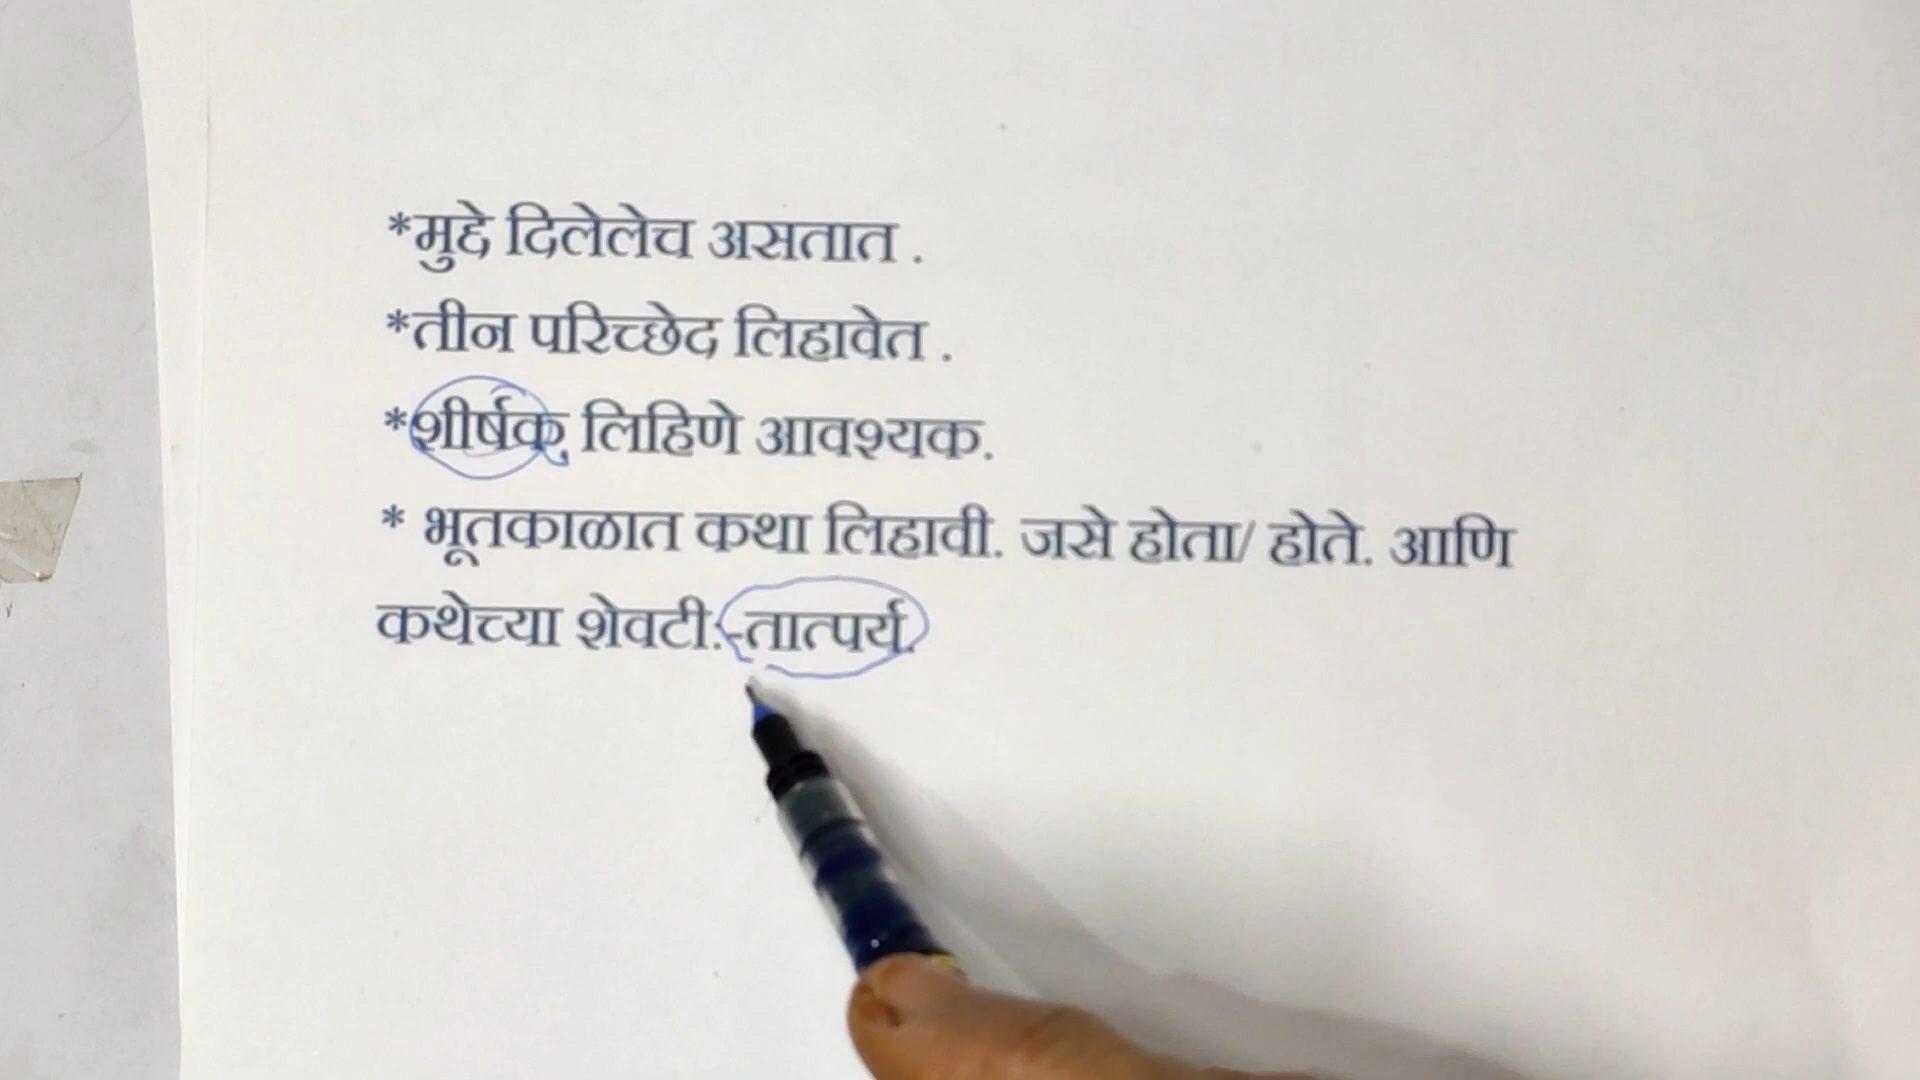 *मुद्दे दिलेलेच असतात .
*तीन परिच्छेद लिहावेत .
*शीर्षक लिहिणे आवश्यक.
* भूतकाळात कथा लिहावी. जसे होता/ होते. आणि
कथेच्या शेवटी:-तात्पर्य.